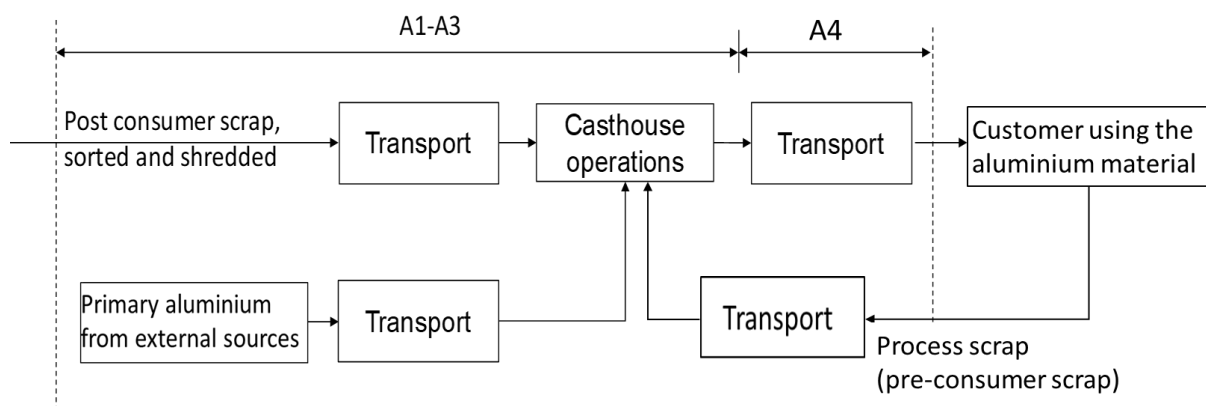 A1-A3
A4
Post consumer scrap,
sorted and shredded
Transport
Casthouse
operations
Transport
Customer using the
aluminium material
Primary aluminium
from external sources
Transport
Transport
Process scrap
(pre-consumer scrap)